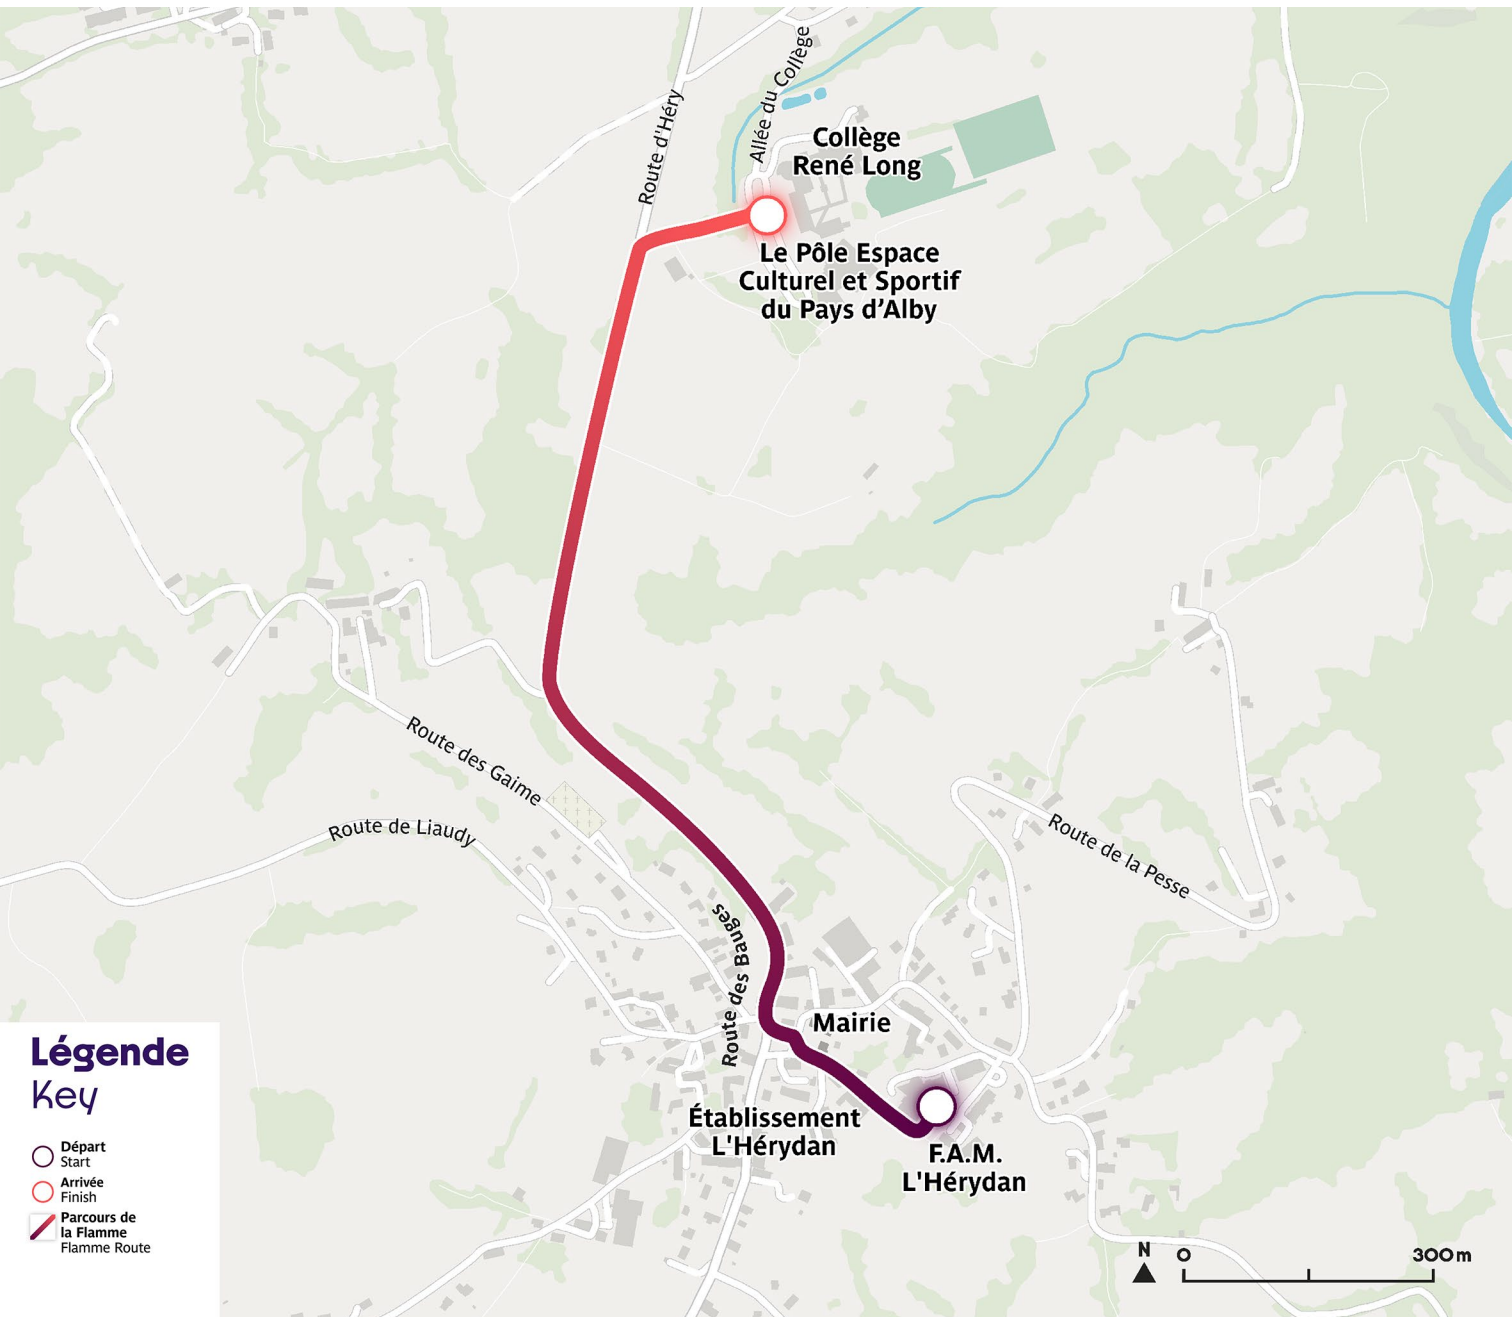 Allée du Collège
Route d'Héry
Collège
René Long
Le Pôle Espace
Culturel et Sportif
du Pays d'Alby
Route des Gaime
Route de Liaudy
Route de la Pesse
Route des Bauges
Mairie
Établissement
L'Hérydan
F.A.M.
L'Hérydan
Légende
Key
Départ
Start
Arrivée
Finish
Parcours de
la Flamme
Flamme Route
N
0
300 m